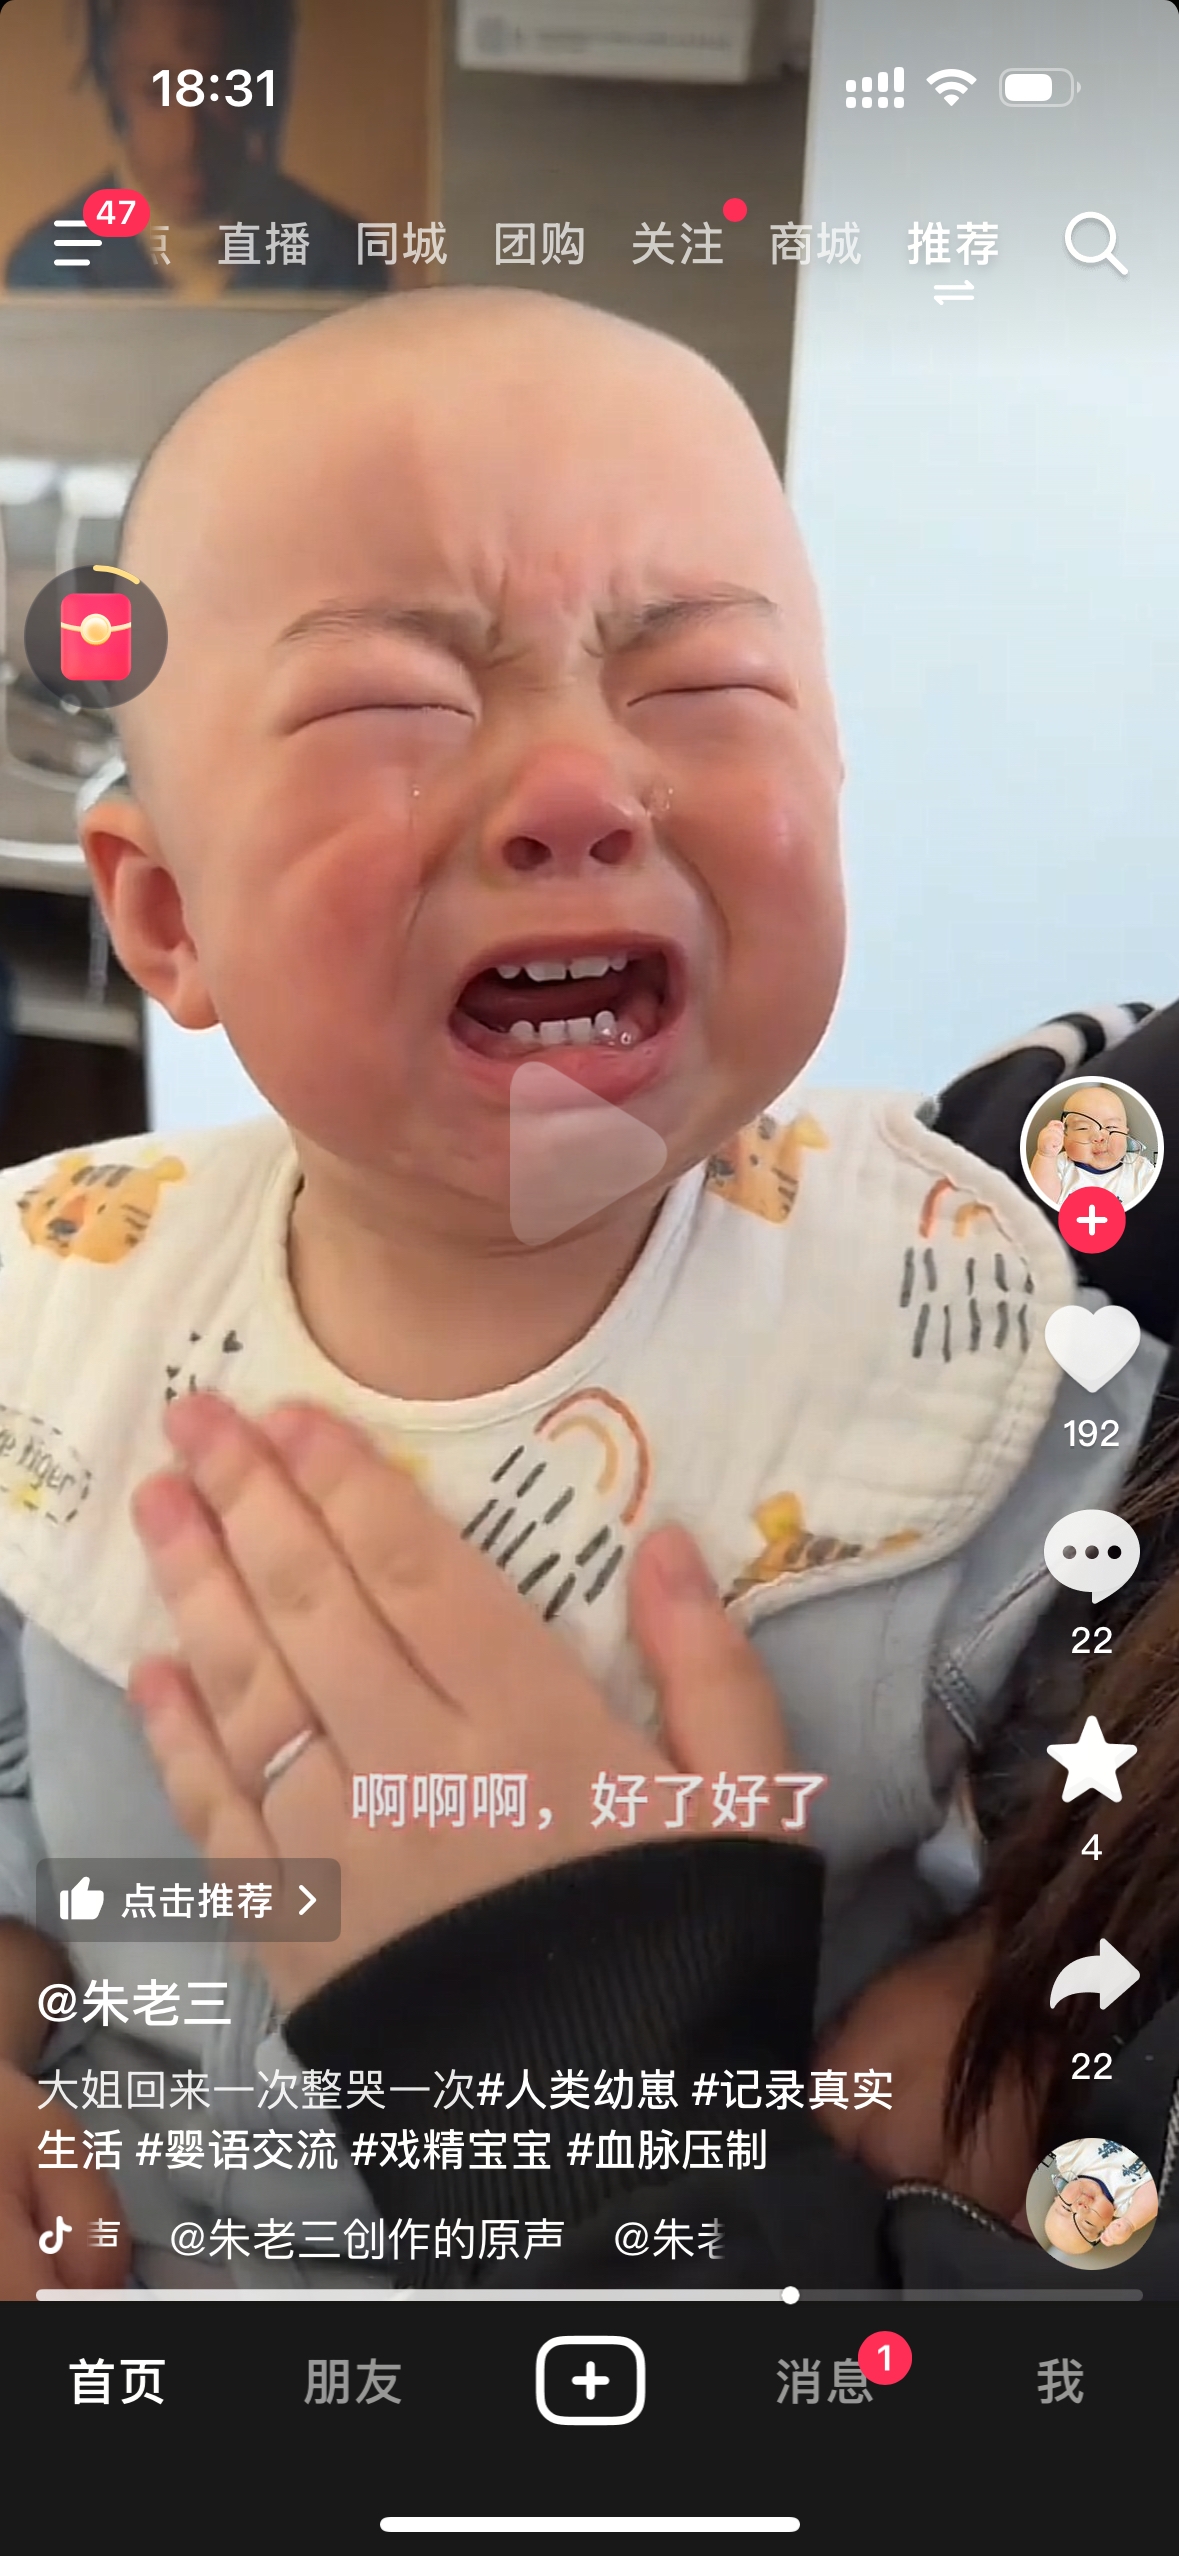 18:31
47
点 直播 同城 团购 关注 商城 推荐
192
22
4
啊啊啊，好了好了
点击推荐
@朱老三
22
大姐回来一次整哭一次#人类幼崽 #记录真实
生活 #婴语交流 #戏精宝宝 #血脉压制
@朱老三创作的原声 @朱老
首页 朋友 消息 1 我